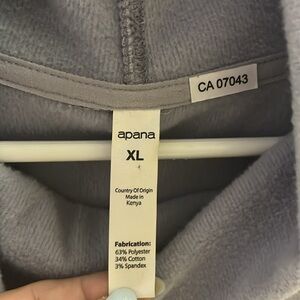 CA 07043
apana
XL
Country Of Origin
Made in
Kenya
Fabrication:
63% Polyester
34% Cotton
3% Spandex